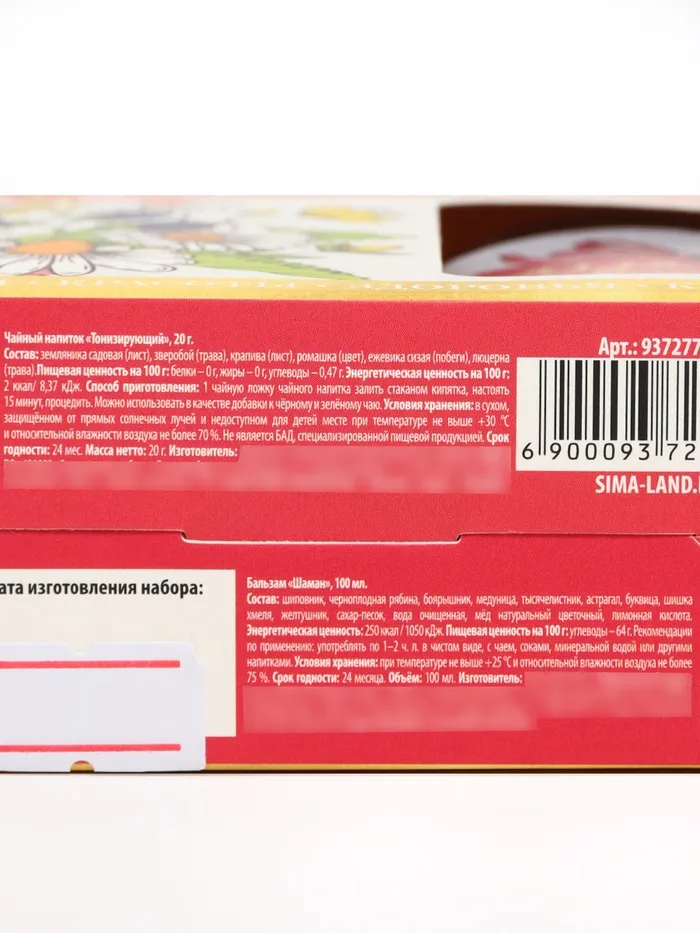 Чайный напиток «Тонизирующий», 20 г.
Состав: земляника садовая (лист), зверобой (трава), крапива (лист), ромашка (цвет), ежевика сизая (побеги), люцерна
(трава).Пищевая ценность на 100 г: белки – 0 г, жиры – 0 г, углеводы – 0,47 г. Энергетическая ценность на 100 г:
2 ккал/ 8,37 кДж. Способ приготовления: 1 чайную ложку чайного напитка залить стаканом кипятка, настоять
15 минут, процедить. Можно использовать в качестве добавки к чёрному и зелёному чаю. Условия хранения: в сухом,
защищённом от прямых солнечных лучей и недоступном для детей месте при температуре не выше +30 °С
и относительной влажности воздуха не более 70 %. Не является БАД, специализированной пищевой продукцией. Срок
годности: 24 мес. Масса нетто: 20 г. Изготовитель:
Арт.: 937277
6 900093 72
SIMA-LAND.
ата изготовления набора:
Бальзам «Шаман», 100 мл.
Состав: шиповник, черноплодная рябина, боярышник, медуница, тысячелистник, астрагал, буквица, шишка
хмеля, желтушник, сахар-песок, вода очищенная, мёд натуральный цветочный, лимонная кислота.
Энергетическая ценность: 250 ккал / 1050 кДж. Пищевая ценность на 100 г: углеводы – 64 г. Рекомендации
по применению: употреблять по 1–2 ч. л. в чистом виде, с чаем, соками, минеральной водой или другими
напитками. Условия хранения: при температуре не выше +25 °С и относительной влажности воздуха не более
75 %. Срок годности: 24 месяца. Объём: 100 мл. Изготовитель: